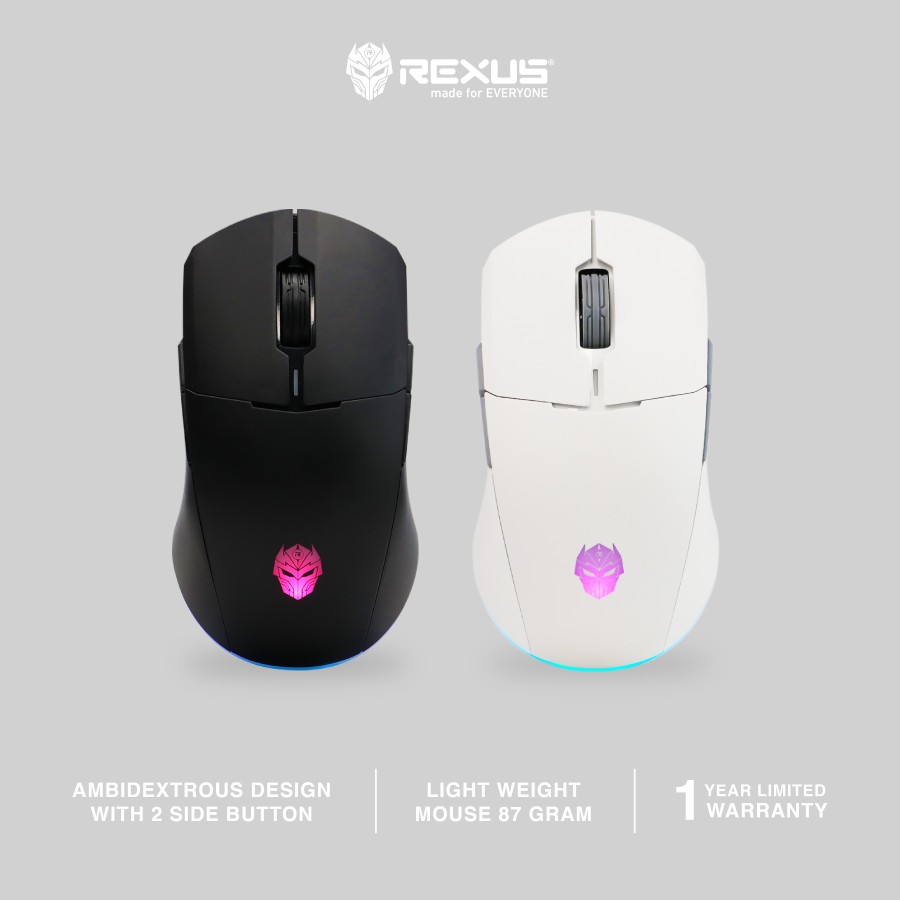 REXUS®
made for EVERYONE
AMBIDEXTROUS DESIGN
WITH 2 SIDE BUTTON
LIGHT WEIGHT
MOUSE 87 GRAM
1 YEAR LIMITED
WARRANTY